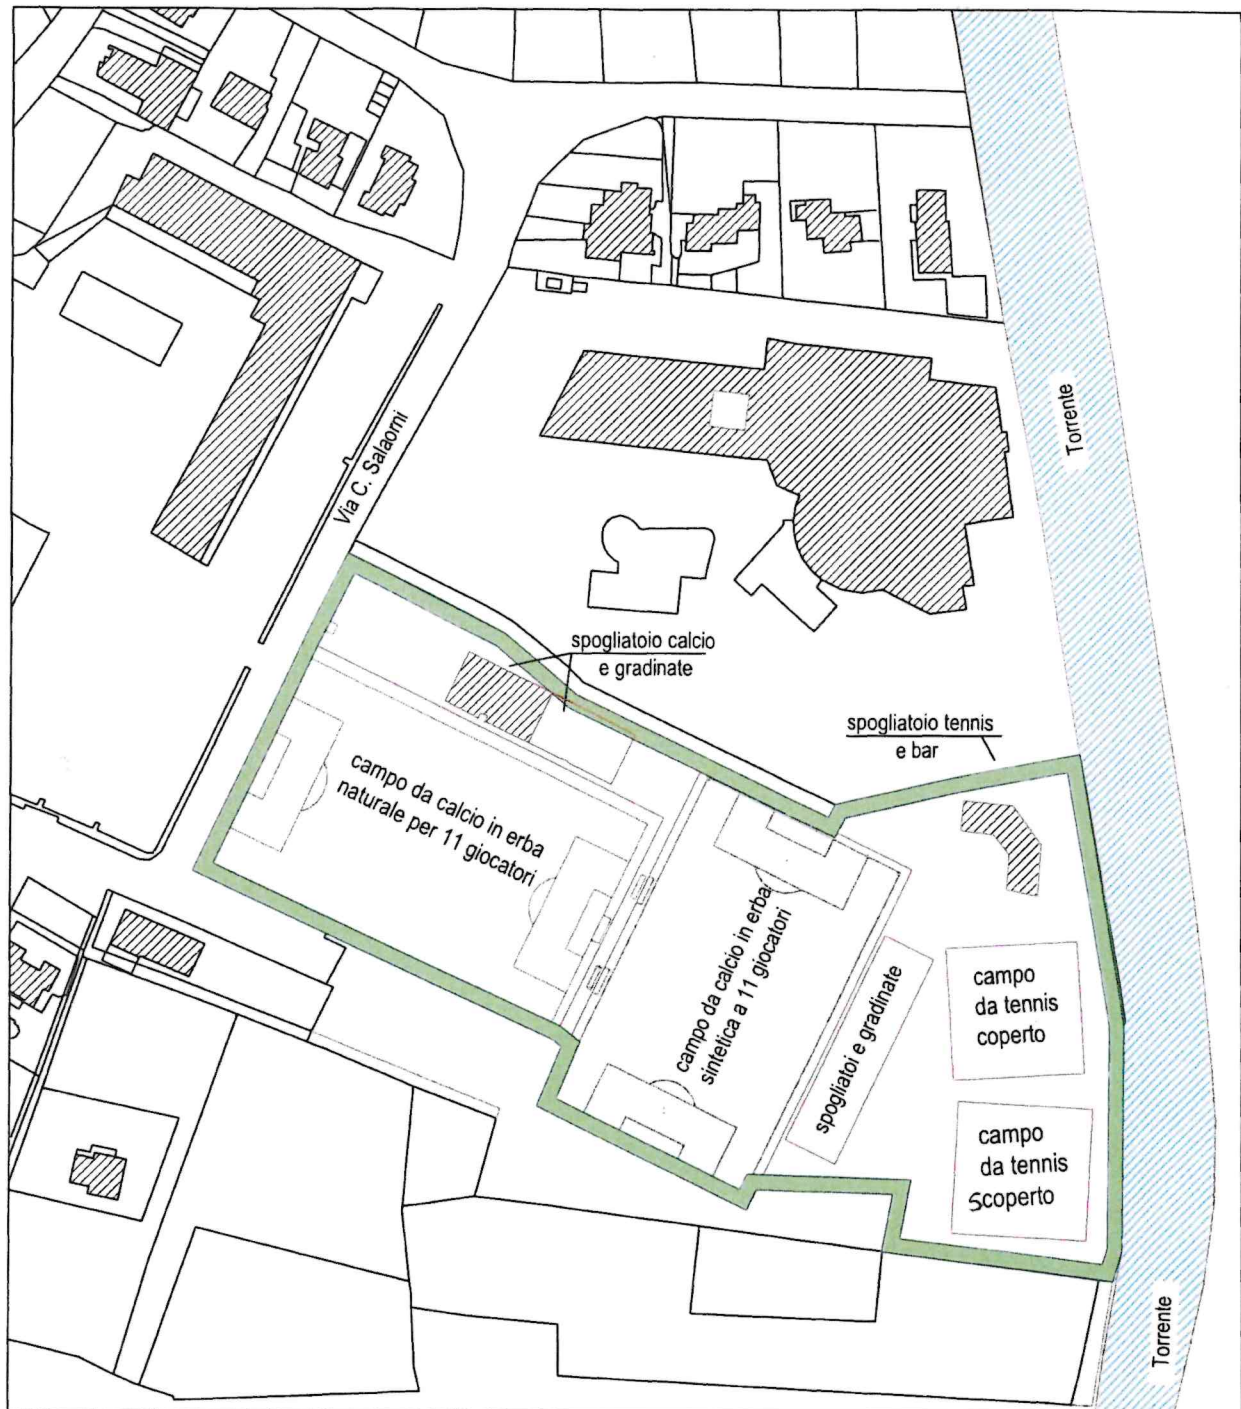 Torrente
Via C. Salaorni
spogliatoio calcio
e gradinate
spogliatoio tennis
e bar
campo da calcio in erba
naturale per 11 giocatori
campo da calcio in erba
sintetica a 11 giocatori
spogliatoi e gradinate
campo
da tennis
coperto
campo
da tennis
scoperto
Torrente